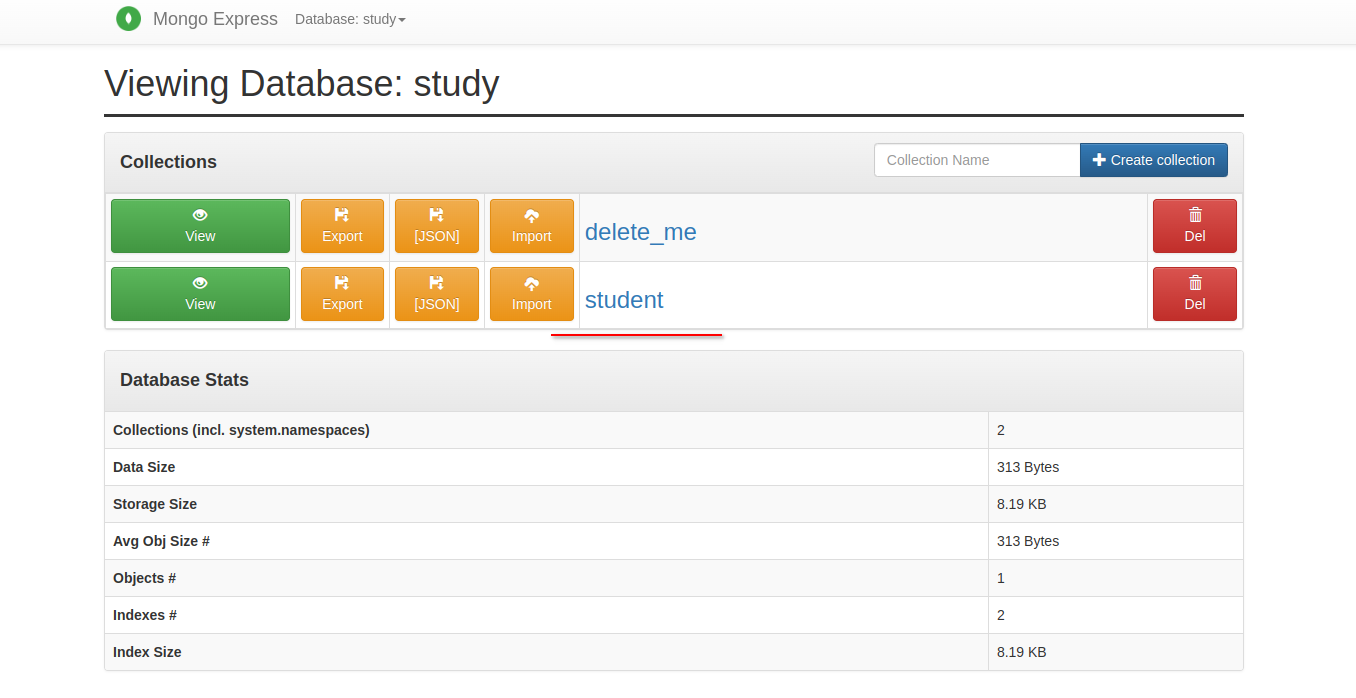 Mongo Express Database: study
Viewing Database: study
Collections Collection Name Create collection
View Export [JSON] Import delete_me Del
View Export [JSON] Import student Del
Database Stats
Collections (incl. system.namespaces) 2
Data Size 313 Bytes
Storage Size 8.19 KB
Avg Obj Size # 313 Bytes
Objects # 1
Indexes # 2
Index Size 8.19 KB